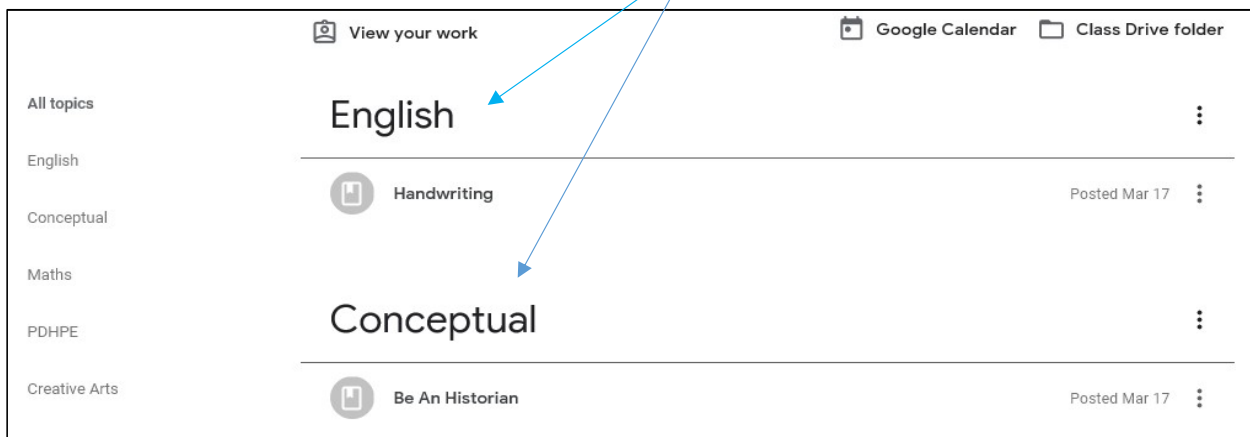 View your work
Google Calendar
Class Drive folder
All topics
English
Conceptual
Maths
PDHPE
Creative Arts
English
Handwriting
Posted Mar 17
Conceptual
Be An Historian
Posted Mar 17